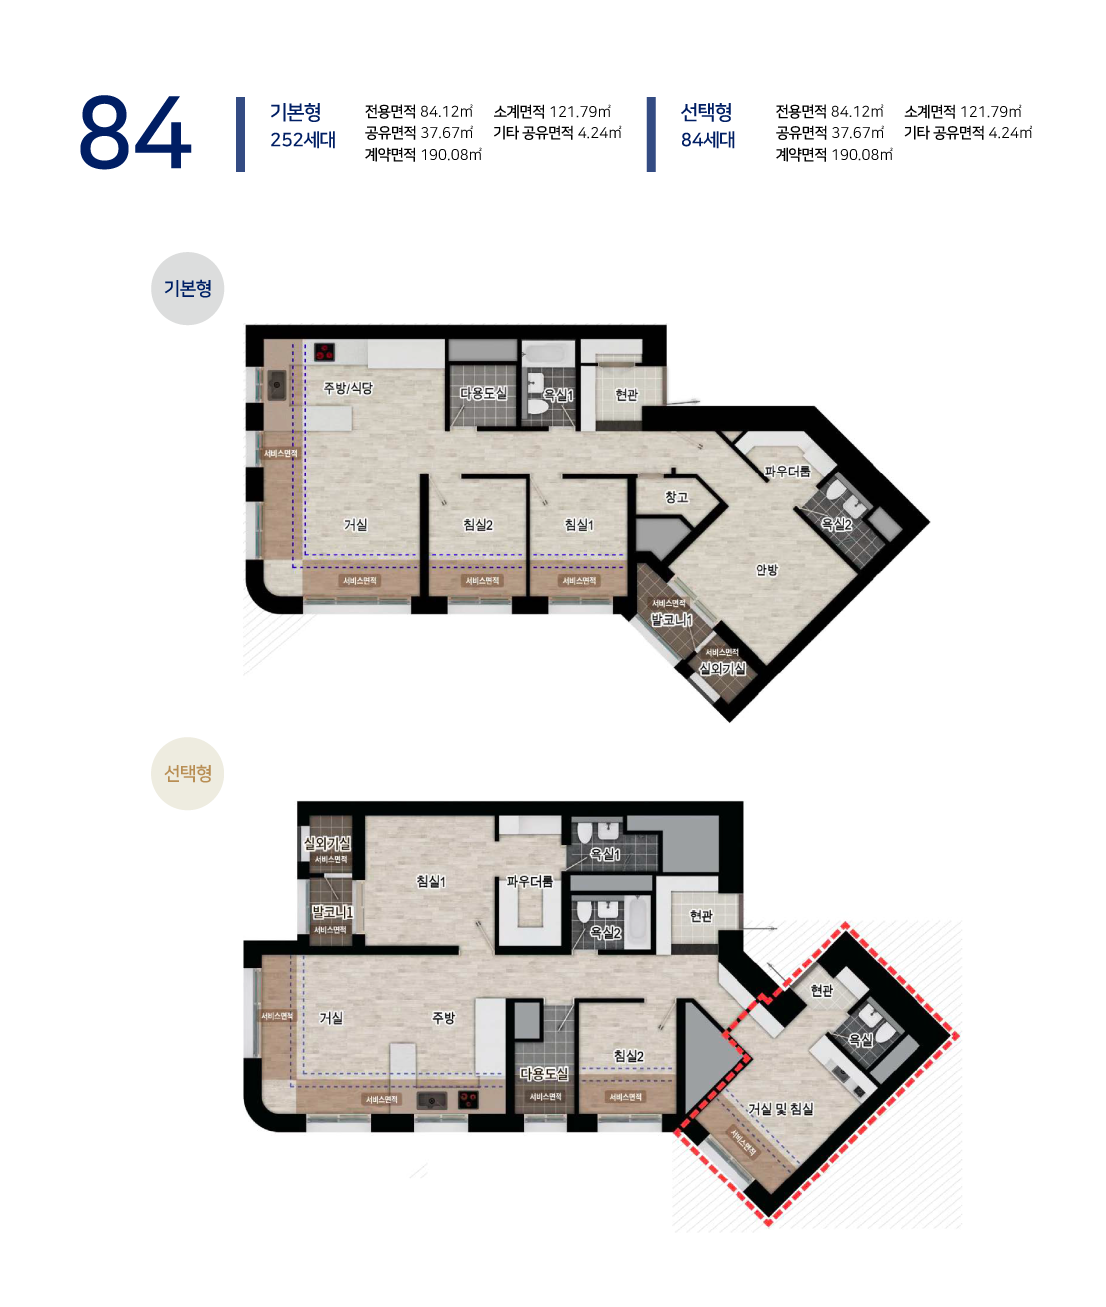 84
기본형
252세대
전용면적 84.12㎡ 소계면적 121.79㎡
공유면적 37.67㎡ 기타 공유면적 4.24㎡
계약면적 190.08㎡
선택형
84세대
전용면적 84.12㎡ 소계면적 121.79㎡
공유면적 37.67㎡ 기타 공유면적 4.24㎡
계약면적 190.08㎡
기본형
주방/식당
다용도실
욕실1
현관
서비스면적
파우더룸
창고
욕실2
거실
침실2
침실1
안방
서비스면적
서비스면적
서비스면적
서비스면적
발코니1
서비스면적
실외기실
선택형
실외기실
서비스면적
욕실1
침실1
파우더룸
발코니1
서비스면적
욕실2
현관
현관
서비스면적
거실
주방
욕실
침실2
다용도실
서비스면적
서비스면적
서비스면적
거실 및 침실
서비스면적